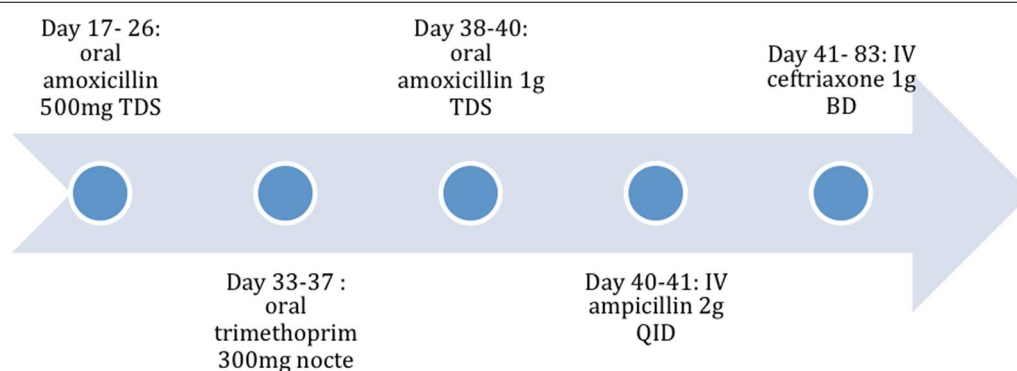 Day 17- 26:
oral
amoxicillin
500mg TDS
Day 33-37 :
oral
trimethoprim
300mg nocte
Day 38-40:
oral
amoxicillin 1g
TDS
Day 40-41: IV
ampicillin 2g
QID
Day 41- 83: IV
ceftriaxone 1g
BD